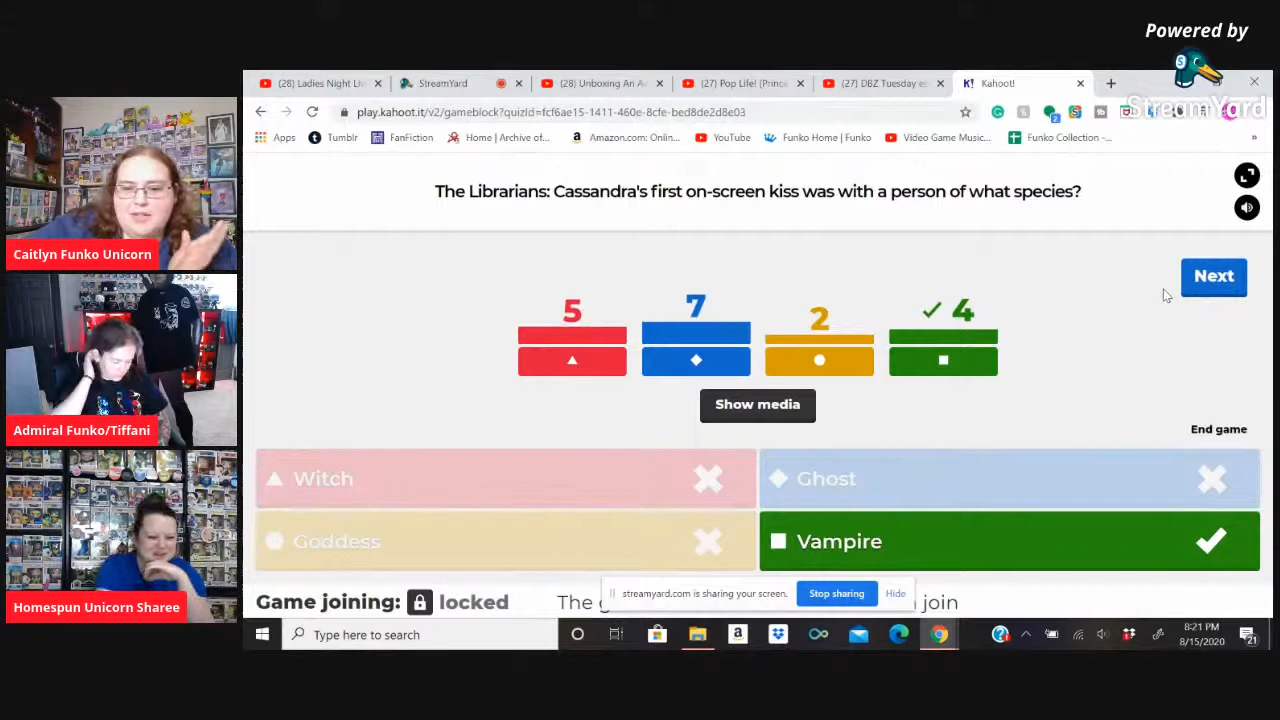 Powered by
StreamYard
(28) Ladies Night Liv
StreamYard
(28) Unboxing An A
(27) Pop Life! (Prince
(27) DBZ Tuesday e
Kahoot!
play.kahoot.it/v2/gameblock?quizId=fcf6ae15-1411-460e-8cfe-bed8de2d8e03
Apps
Tumblr
FanFiction
Home | Archive of...
Amazon.com: Onlin...
YouTube
Funko Home | Funko
Video Game Music...
Funko Collection -...
The Librarians: Cassandra's first on-screen kiss was with a person of what species?
Next
5
7
2
4
Show media
End game
Witch
Ghost
Goddess
Vampire
Game joining: locked
The g
join
streamyard.com is sharing your screen.
Stop sharing
Hide
Type here to search
8:21 PM
8/15/2020
21
Caitlyn Funko Unicorn
Admiral Funko/Tiffani
Homespun Unicorn Sharee